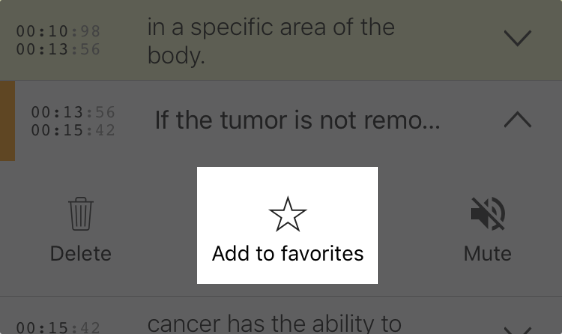 00:10:98
in a specific area of the
00:13:56
body.
00:13:56
If the tumor is not remo...
00:15:42
Delete
Add to favorites
Mute
00:15:42
cancer has the ability to